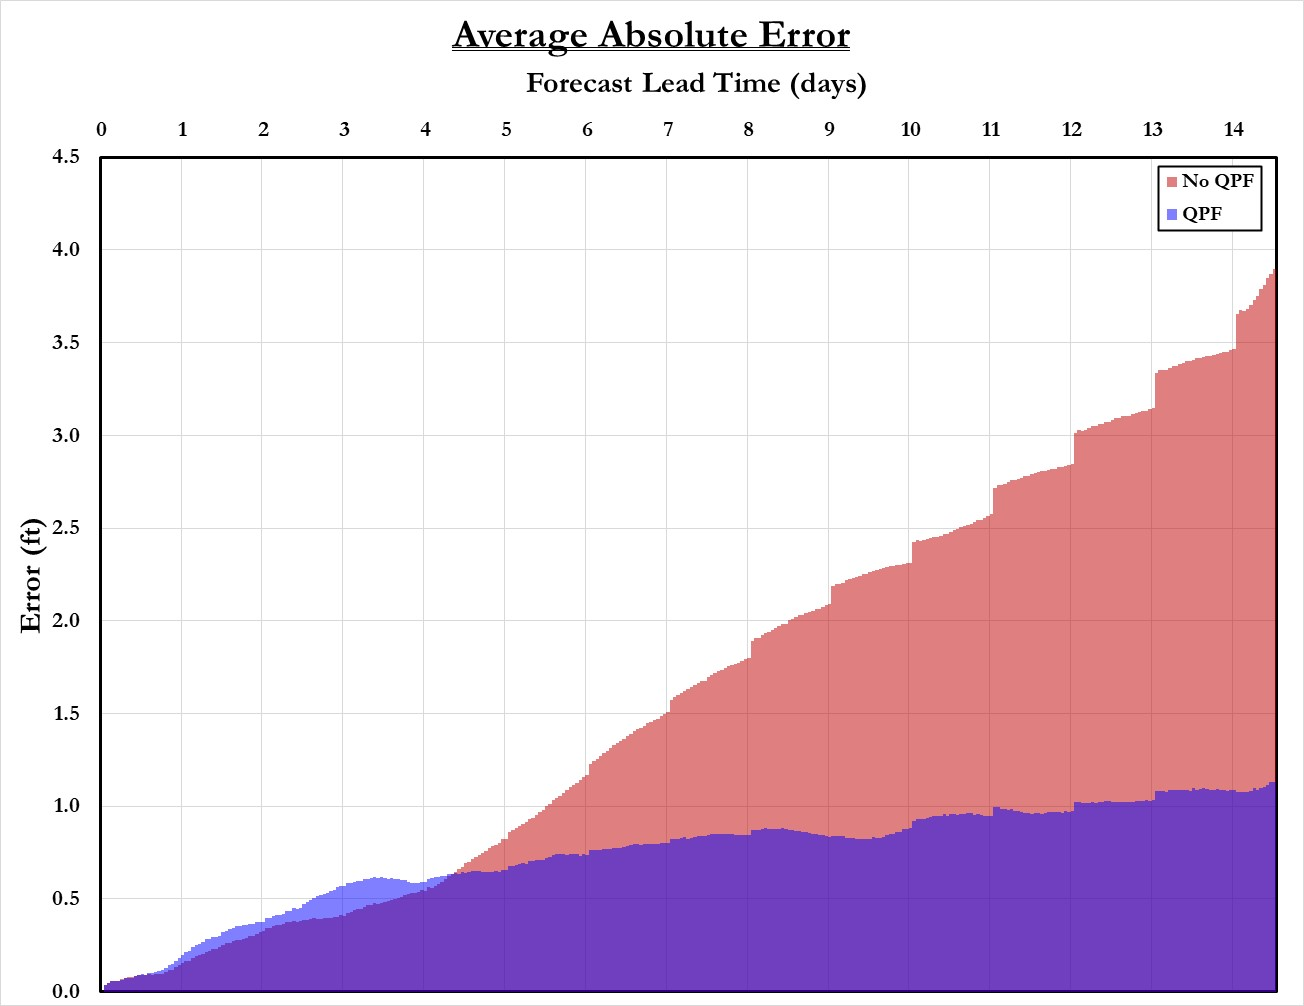 Average Absolute Error
Forecast Lead Time (days)
0 1 2 3 4 5 6 7 8 9 10 11 12 13 14
4.5
No QPF
QPF
4.0
3.5
3.0
2.5
Error (ft)
2.0
1.5
1.0
0.5
0.0